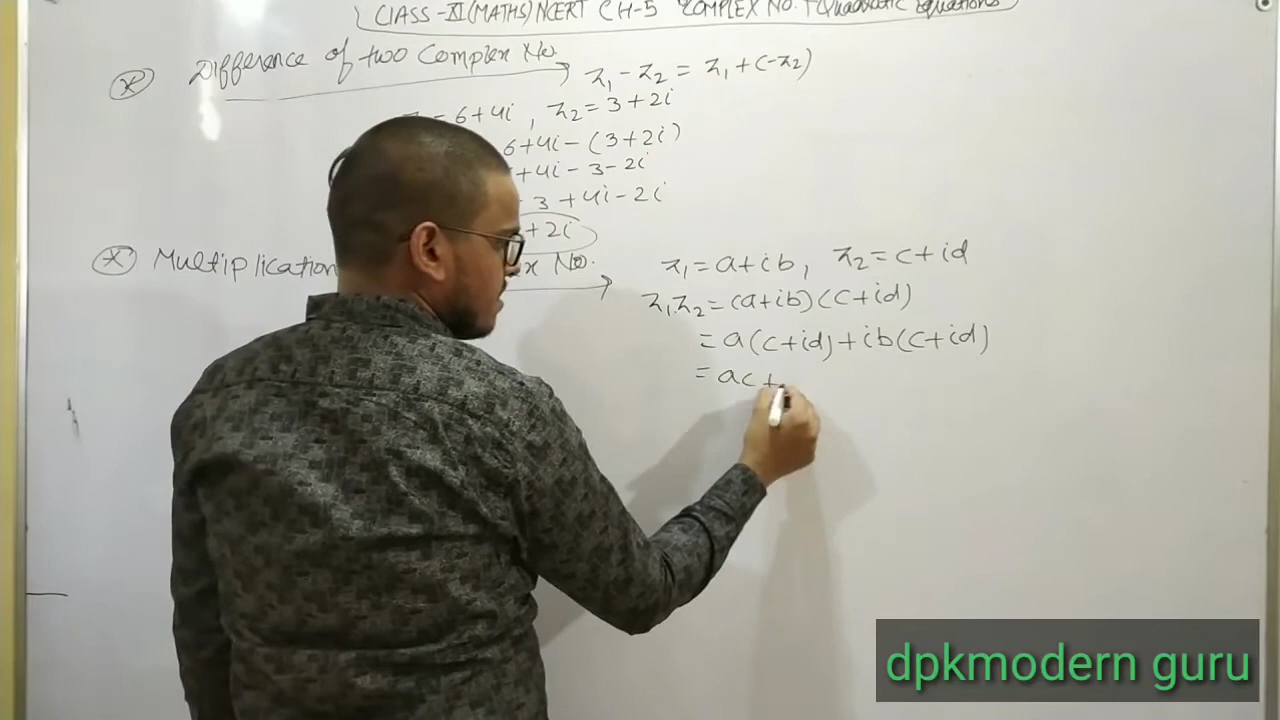 CLASS-XI (MATHS) NCERT CH-5 COMPLEX NO. + Quadratic Equations
Difference of two Complex No. → z₁ - z₂ = z₁ + (-z₂)
= 6+4i , z₂ = 3+2i
6+4i - (3+2i)
+4i - 3 - 2i
3 + 4i - 2i
+2i
Multiplication No. →
z₁ = a+ib, z₂ = c+id
z₁.z₂ = (a+ib)(c+id)
= a(c+id) + ib(c+id)
= ac +
dpkmodern guru